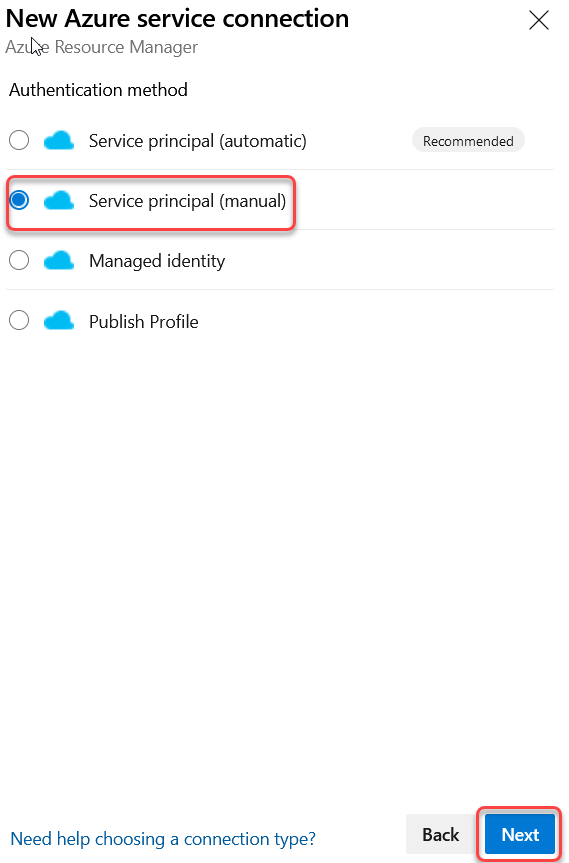 New Azure service connection
Azure Resource Manager
Authentication method
Service principal (automatic) Recommended
Service principal (manual)
Managed identity
Publish Profile
Need help choosing a connection type? Back Next